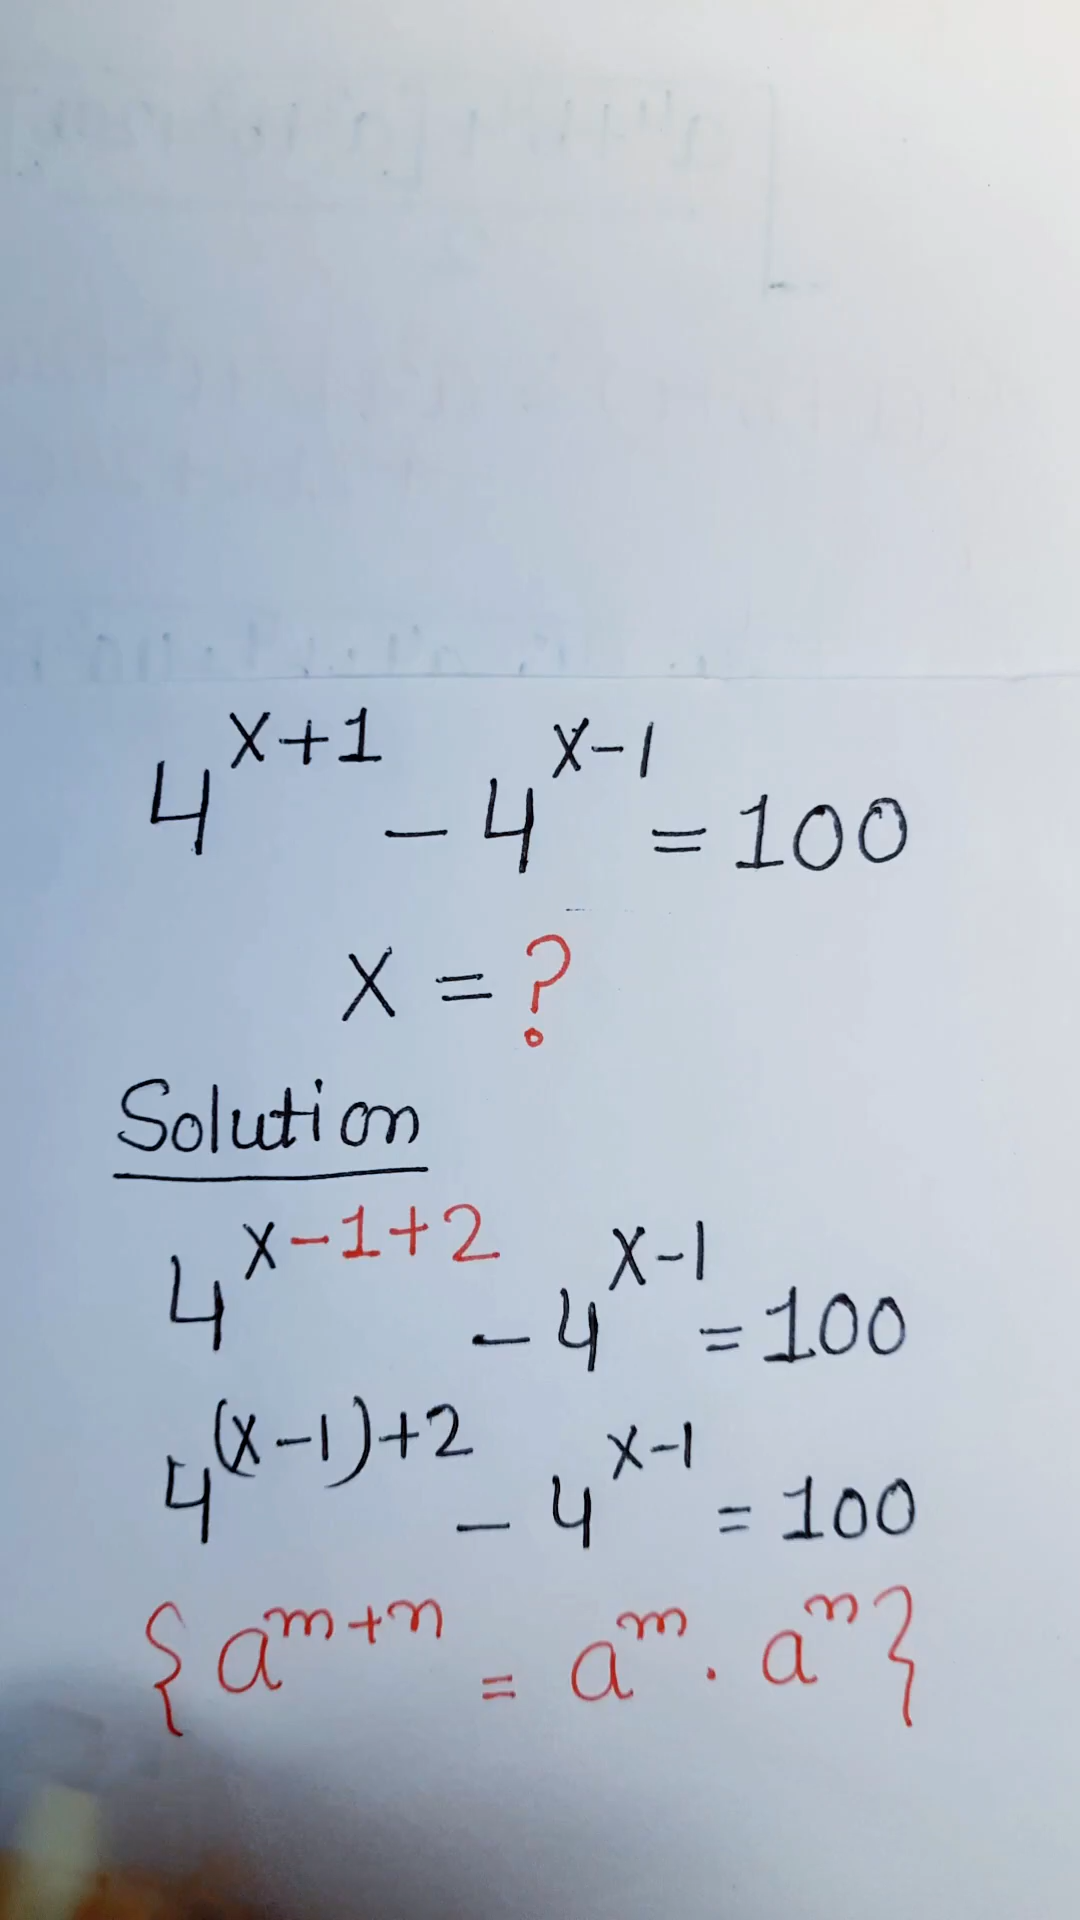 4^{x+1} - 4^{x-1} = 100
x = ?
Solution
4^{x-1+2} - 4^{x-1} = 100
4^{(x-1)+2} - 4^{x-1} = 100
{a^{m+n} = a^m . a^n}